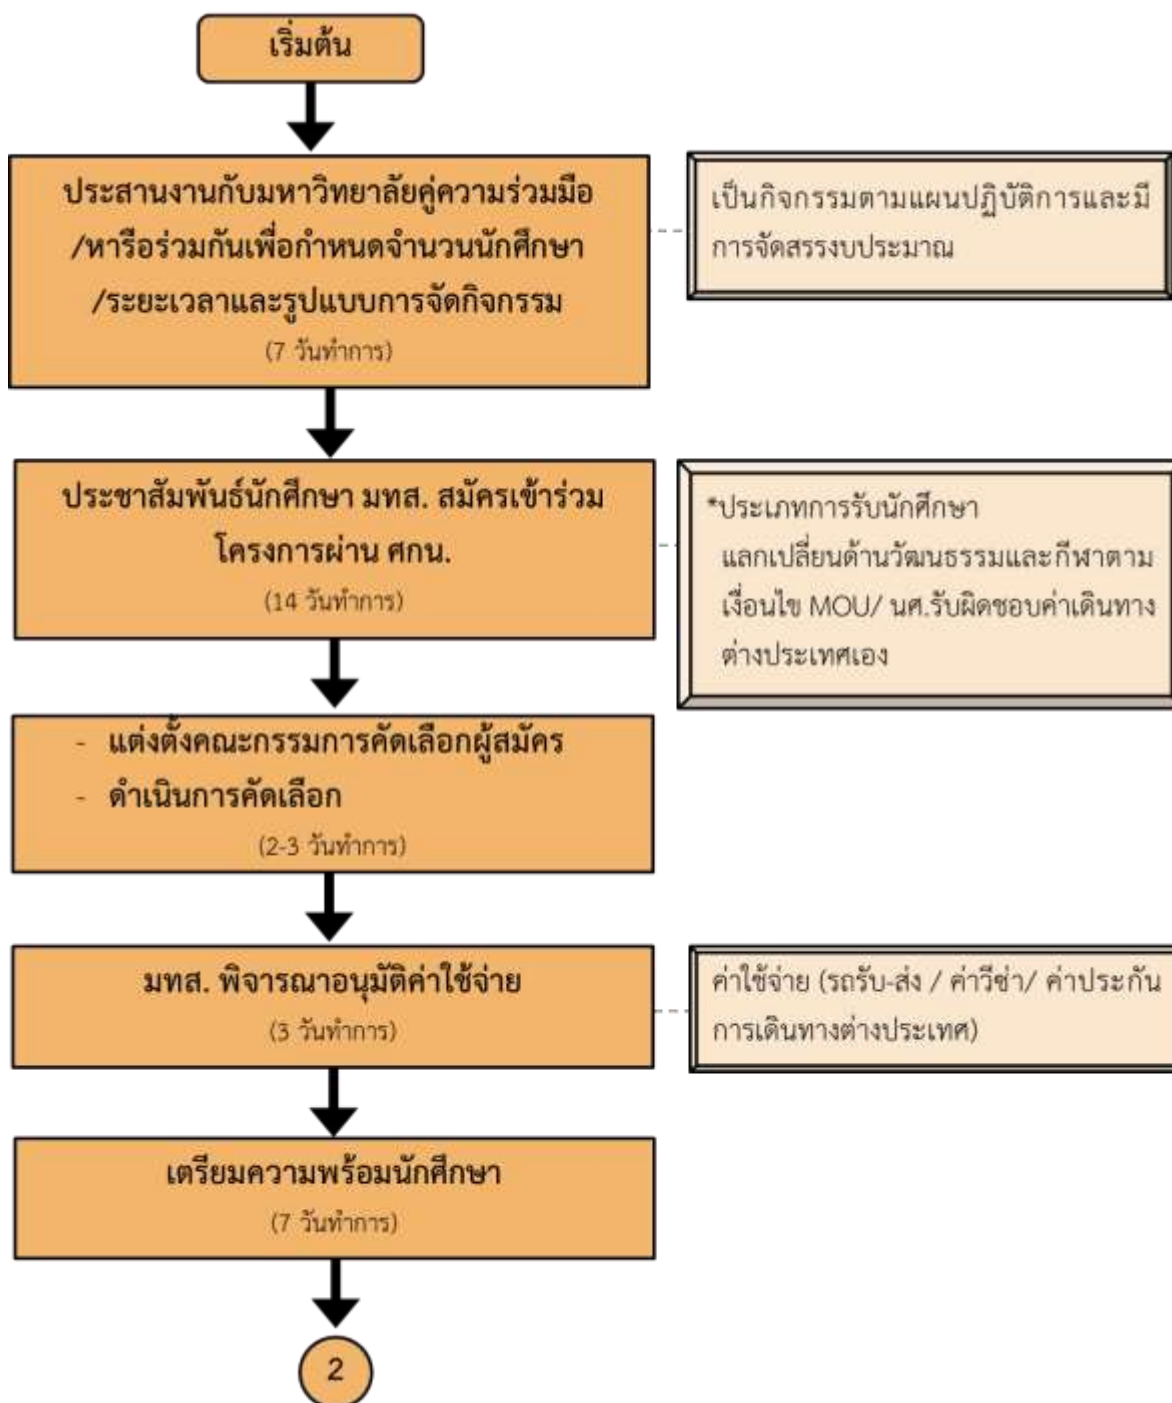 เริ่มต้น
ประสานงานกับมหาวิทยาลัยคู่ความร่วมมือ
/หารือร่วมกันเพื่อกำหนดจำนวนนักศึกษา
/ระยะเวลาและรูปแบบการจัดกิจกรรม
(7 วันทำการ)
เป็นกิจกรรมตามแผนปฏิบัติการและมี
การจัดสรรงบประมาณ
ประชาสัมพันธ์นักศึกษา มทส. สมัครเข้าร่วม
โครงการผ่าน ศกน.
(14 วันทำการ)
*ประเภทการรับนักศึกษา
แลกเปลี่ยนด้านวัฒนธรรมและกีฬาตาม
เงื่อนไข MOU/ นศ.รับผิดชอบค่าเดินทาง
ต่างประเทศเอง
- แต่งตั้งคณะกรรมการคัดเลือกผู้สมัคร
- ดำเนินการคัดเลือก
(2-3 วันทำการ)
มทส. พิจารณาอนุมัติค่าใช้จ่าย
(3 วันทำการ)
ค่าใช้จ่าย (รถรับ-ส่ง / ค่าวีซ่า/ ค่าประกัน
การเดินทางต่างประเทศ)
เตรียมความพร้อมนักศึกษา
(7 วันทำการ)
2